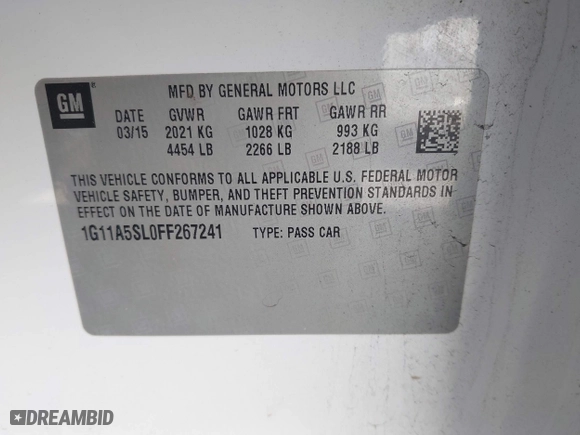 GM
MFD BY GENERAL MOTORS LLC
DATE GVWR GAWR FRT GAWR RR
03/15 2021 KG 1028 KG 993 KG
4454 LB 2266 LB 2188 LB
THIS VEHICLE CONFORMS TO ALL APPLICABLE U.S. FEDERAL MOTOR
VEHICLE SAFETY, BUMPER, AND THEFT PREVENTION STANDARDS IN
EFFECT ON THE DATE OF MANUFACTURE SHOWN ABOVE.
1G11A5SL0FF267241 TYPE: PASS CAR
DREAMBID